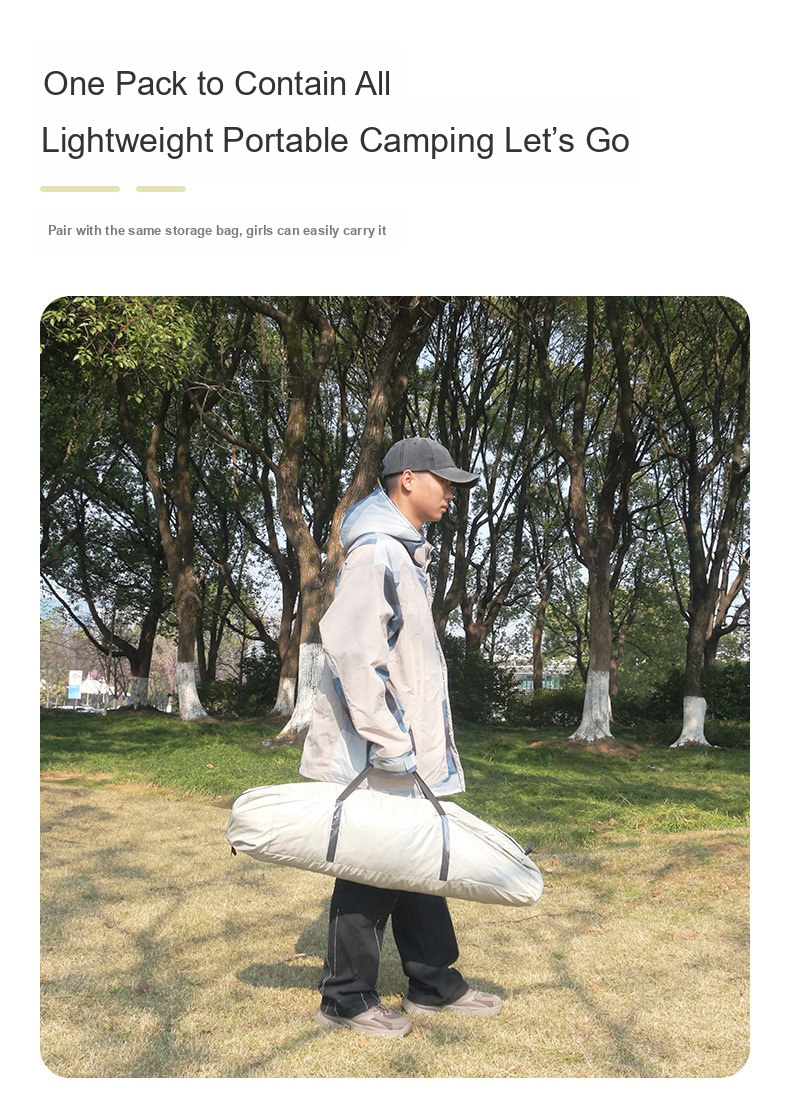 One Pack to Contain All
Lightweight Portable Camping Let’s Go
Pair with the same storage bag, girls can easily carry it